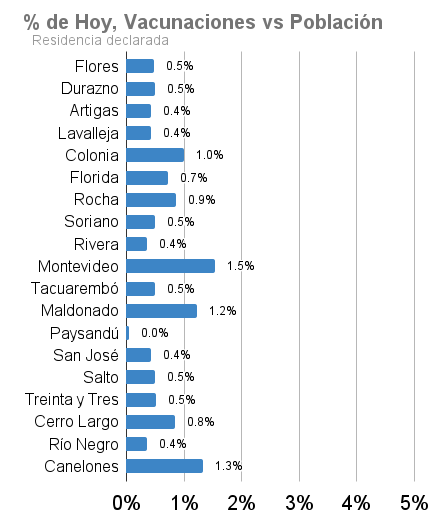 % de Hoy, Vacunaciones vs Población
Residencia declarada
Flores 0.5%
Durazno 0.5%
Artigas 0.4%
Lavalleja 0.4%
Colonia 1.0%
Florida 0.7%
Rocha 0.9%
Soriano 0.5%
Rivera 0.4%
Montevideo 1.5%
Tacuarembó 0.5%
Maldonado 1.2%
Paysandú 0.0%
San José 0.4%
Salto 0.5%
Treinta y Tres 0.5%
Cerro Largo 0.8%
Río Negro 0.4%
Canelones 1.3%
0% 1% 2% 3% 4% 5%